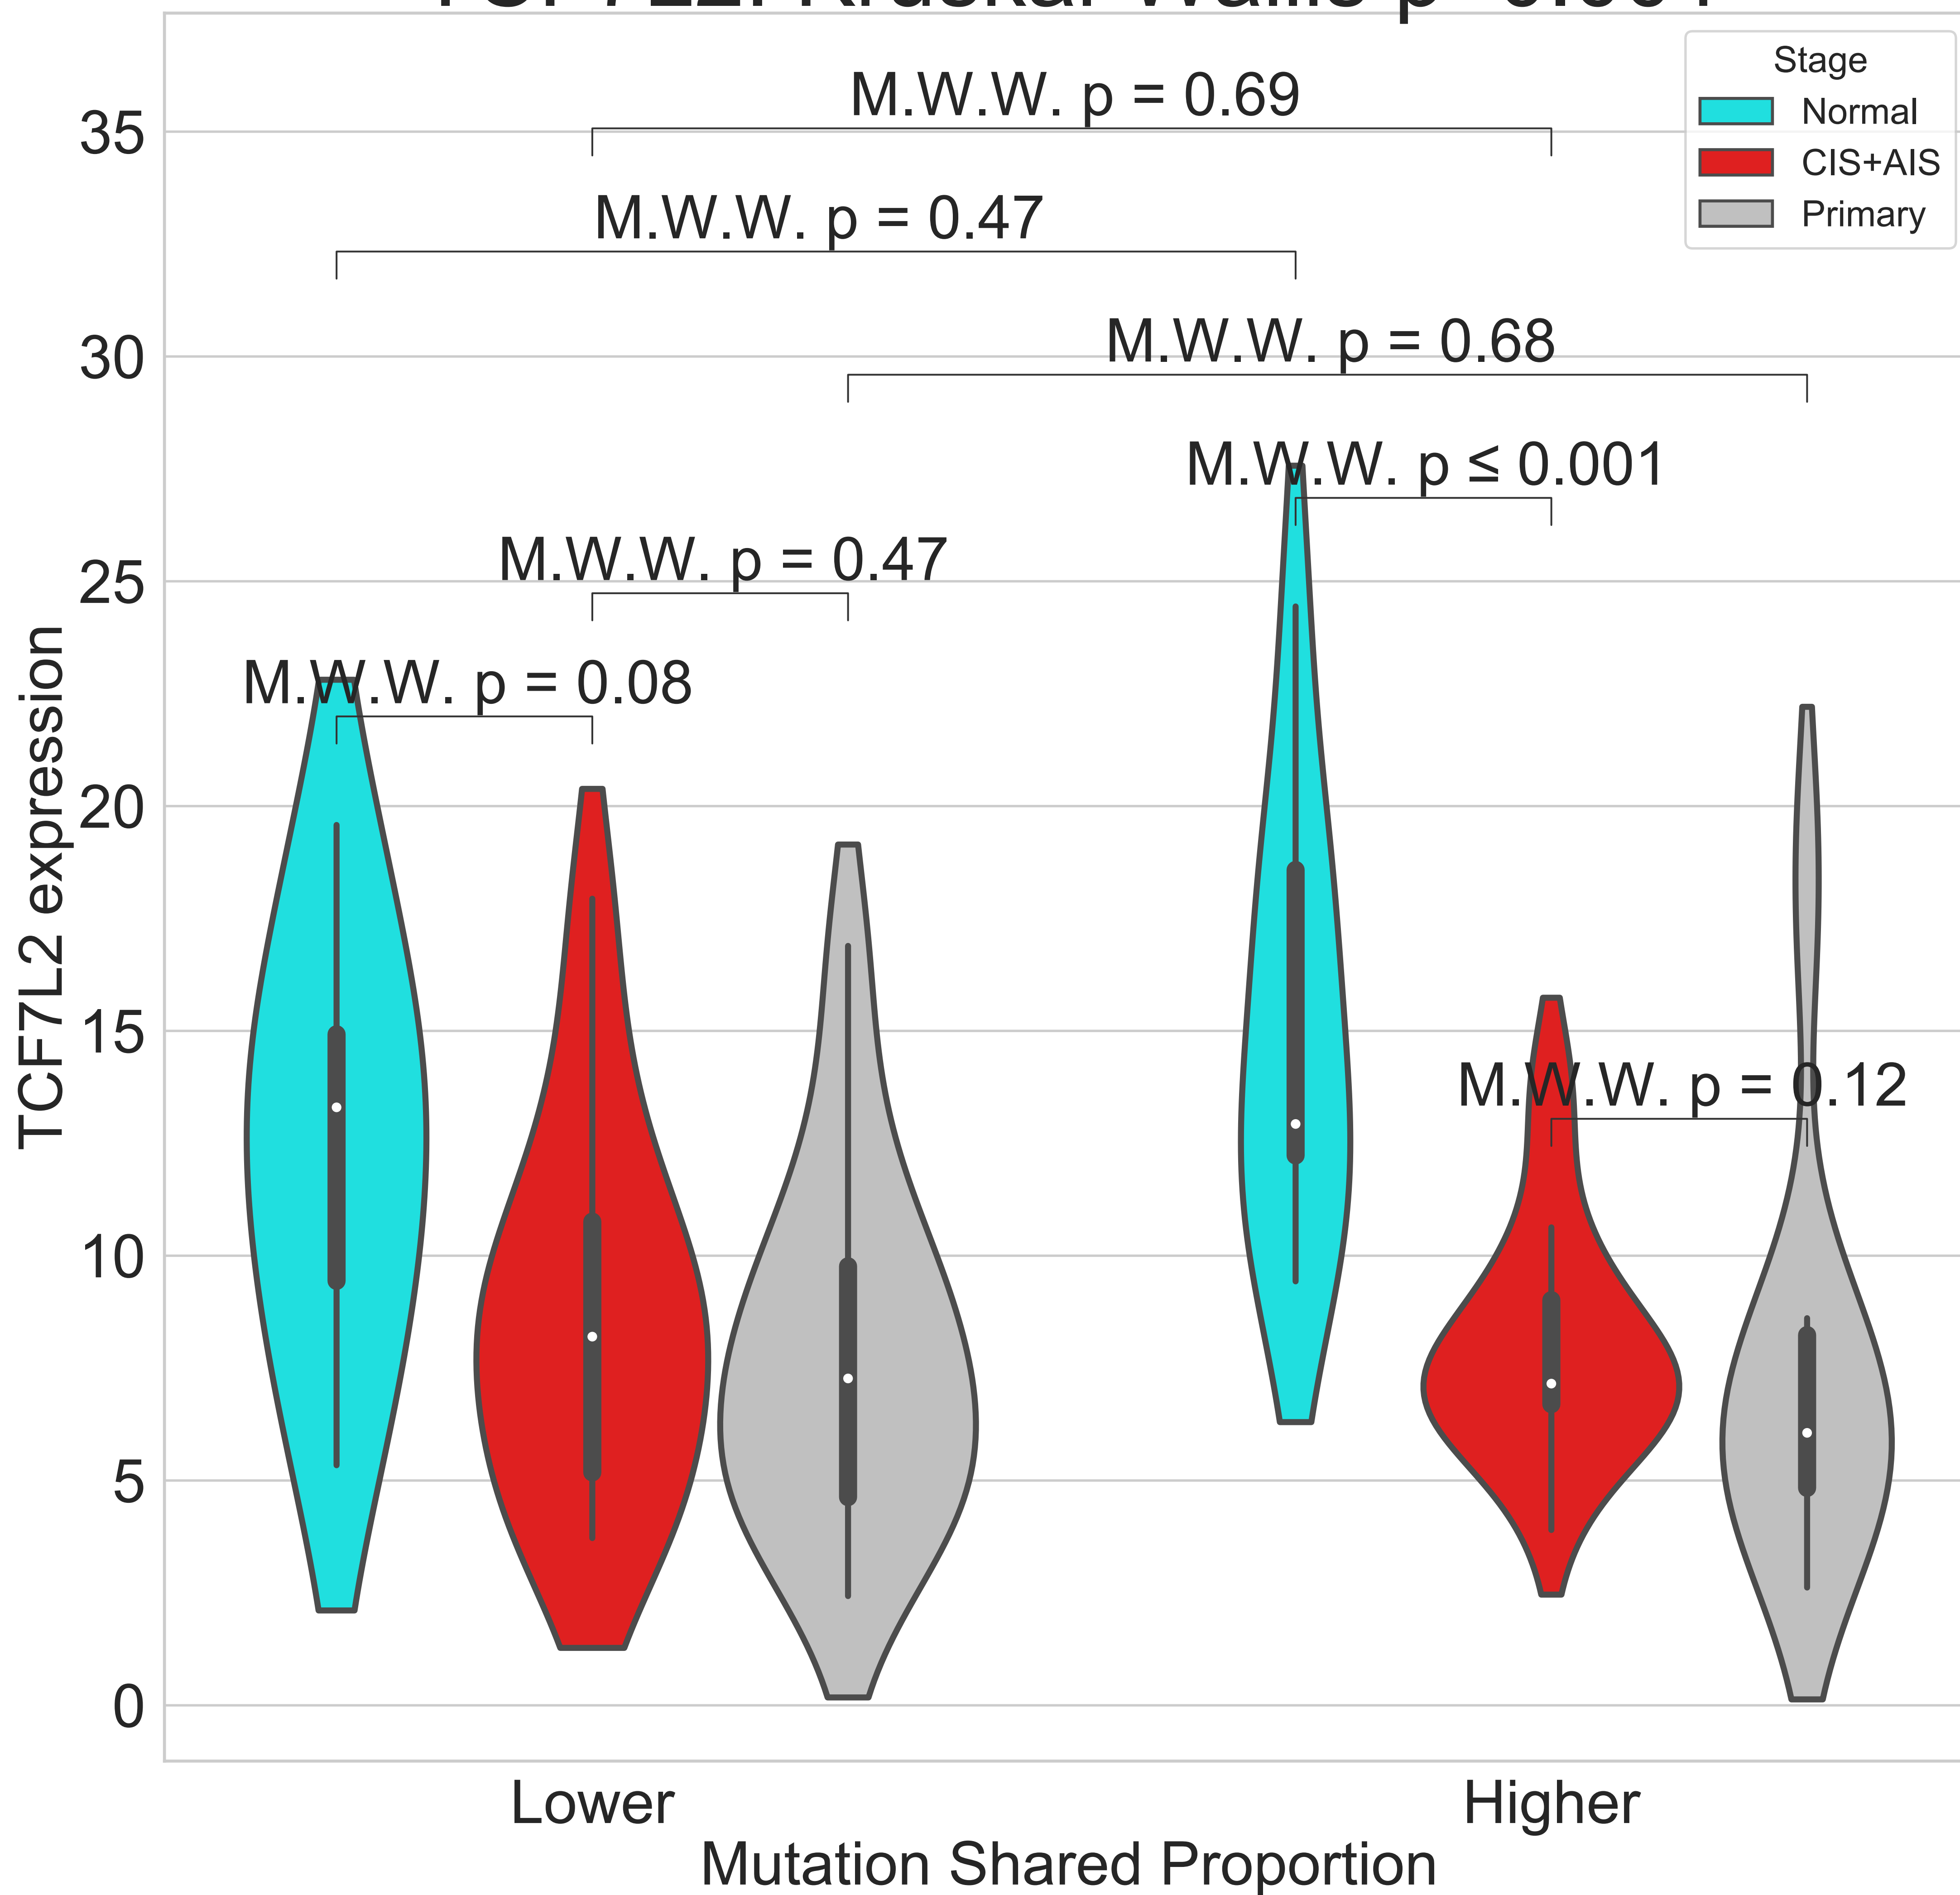 Stage
Normal
CIS+AIS
Primary
M.W.W. p = 0.69
M.W.W. p = 0.47
M.W.W. p = 0.68
M.W.W. p ≤ 0.001
M.W.W. p = 0.47
M.W.W. p = 0.08
M.W.W. p = 0.12
35
30
25
20
15
10
5
0
TCF7L2 expression
Lower
Higher
Mutation Shared Proportion